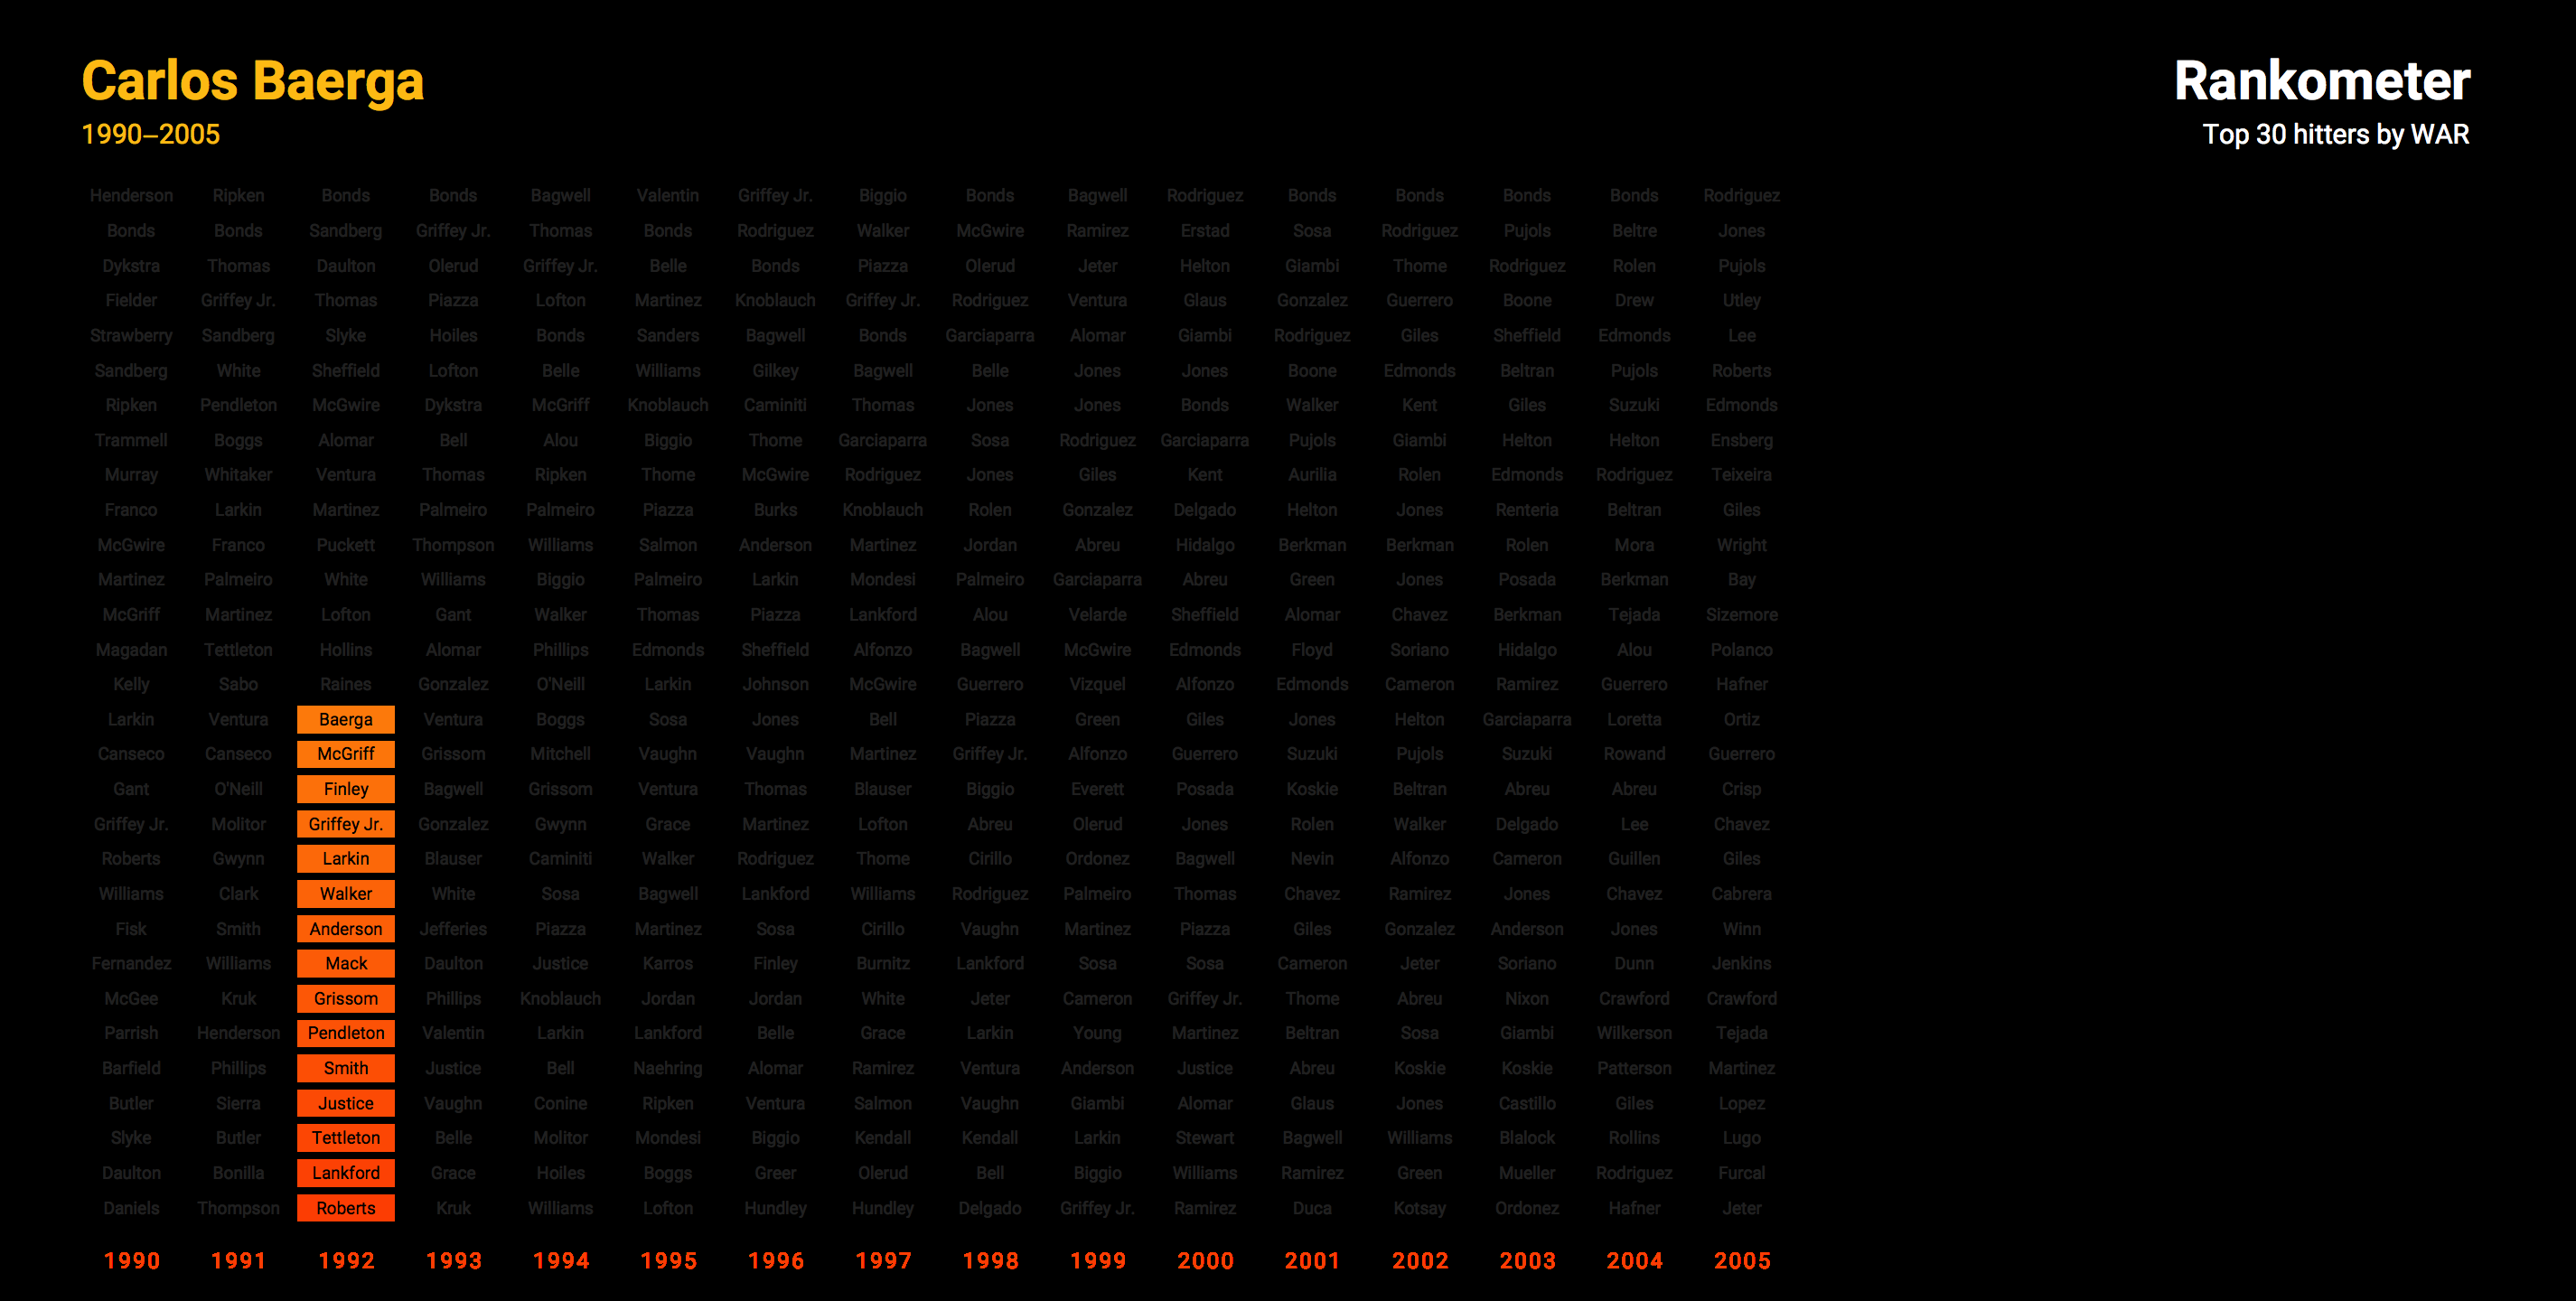 Carlos Baerga
1990–2005
Rankometer
Top 30 hitters by WAR
Henderson Ripken Bonds Bonds Bagwell Valentin Griffey Jr. Biggio Bonds Bagwell Rodriguez Bonds Bonds Bonds Bonds Rodriguez
Bonds Bonds Sandberg Griffey Jr. Thomas Bonds Rodriguez Walker McGwire Ramirez Erstad Sosa Rodriguez Pujols Beltre Jones
Dykstra Thomas Daulton Olerud Griffey Jr. Belle Bonds Piazza Olerud Jeter Helton Giambi Thome Rodriguez Rolen Pujols
Fielder Griffey Jr. Thomas Piazza Lofton Martinez Knoblauch Griffey Jr. Rodriguez Ventura Glaus Gonzalez Guerrero Boone Drew Utley
Strawberry Sandberg Slyke Hoiles Bonds Sanders Bagwell Bonds Garciaparra Alomar Giambi Rodriguez Giles Sheffield Edmonds Lee
Sandberg White Sheffield Lofton Belle Williams Gilkey Bagwell Belle Jones Jones Boone Edmonds Beltran Pujols Roberts
Ripken Pendleton McGwire Dykstra McGriff Knoblauch Caminiti Thomas Jones Jones Bonds Walker Kent Giles Suzuki Edmonds
Trammell Boggs Alomar Bell Alou Biggio Thome Garciaparra Sosa Rodriguez Garciaparra Pujols Giambi Helton Helton Ensberg
Murray Whitaker Ventura Thomas Ripken Thome McGwire Rodriguez Jones Giles Kent Aurilia Rolen Edmonds Rodriguez Teixeira
Franco Larkin Martinez Palmeiro Palmeiro Piazza Burks Knoblauch Rolen Gonzalez Delgado Helton Jones Renteria Beltran Giles
McGwire Franco Puckett Thompson Williams Salmon Anderson Martinez Jordan Abreu Hidalgo Berkman Berkman Rolen Mora Wright
Martinez Palmeiro White Williams Biggio Palmeiro Larkin Mondesi Palmeiro Garciaparra Abreu Green Jones Posada Berkman Bay
McGriff Martinez Lofton Gant Walker Thomas Piazza Lankford Alou Velarde Sheffield Alomar Chavez Berkman Tejada Sizemore
Magadan Tettleton Hollins Alomar Phillips Edmonds Sheffield Alfonzo Bagwell McGwire Edmonds Floyd Soriano Hidalgo Alou Polanco
Kelly Sabo Raines Gonzalez O'Neill Larkin Johnson McGwire Guerrero Vizquel Alfonzo Edmonds Cameron Ramirez Guerrero Hafner
Larkin Ventura Baerga Ventura Boggs Sosa Jones Bell Piazza Green Giles Jones Helton Garciaparra Loretta Ortiz
Canseco Canseco McGriff Grissom Mitchell Vaughn Vaughn Martinez Griffey Jr. Alfonzo Guerrero Suzuki Pujols Suzuki Rowand Guerrero
Gant O'Neill Finley Bagwell Grissom Ventura Thomas Blauser Biggio Everett Posada Koskie Beltran Abreu Abreu Crisp
Griffey Jr. Molitor Griffey Jr. Gonzalez Gwynn Grace Martinez Lofton Abreu Olerud Jones Rolen Walker Delgado Lee Chavez
Roberts Gwynn Larkin Blauser Caminiti Walker Rodriguez Thome Cirillo Ordonez Bagwell Nevin Alfonzo Cameron Guillen Giles
Williams Clark Walker White Sosa Bagwell Lankford Williams Rodriguez Palmeiro Thomas Chavez Ramirez Jones Chavez Cabrera
Fisk Smith Anderson Jefferies Piazza Martinez Sosa Cirillo Vaughn Martinez Piazza Giles Gonzalez Anderson Jones Winn
Fernandez Williams Mack Daulton Justice Karros Finley Burnitz Lankford Sosa Sosa Cameron Jeter Soriano Dunn Jenkins
McGee Kruk Grissom Phillips Knoblauch Jordan Jordan White Jeter Cameron Griffey Jr. Thome Abreu Nixon Crawford Crawford
Parrish Henderson Pendleton Valentin Larkin Lankford Belle Grace Larkin Young Martinez Beltran Sosa Giambi Wilkerson Tejada
Barfield Phillips Smith Justice Bell Naehring Alomar Ramirez Ventura Anderson Justice Abreu Koskie Koskie Patterson Martinez
Butler Sierra Justice Vaughn Conine Ripken Ventura Salmon Vaughn Giambi Alomar Glaus Jones Castillo Giles Lopez
Slyke Butler Tettleton Belle Molitor Mondesi Biggio Kendall Kendall Larkin Stewart Bagwell Williams Blalock Rollins Lugo
Daulton Bonilla Lankford Grace Hoiles Boggs Greer Olerud Bell Biggio Williams Ramirez Green Mueller Rodriguez Furcal
Daniels Thompson Roberts Kruk Williams Lofton Hundley Hundley Delgado Griffey Jr. Ramirez Duca Kotsay Ordonez Hafner Jeter
1990 1991 1992 1993 1994 1995 1996 1997 1998 1999 2000 2001 2002 2003 2004 2005